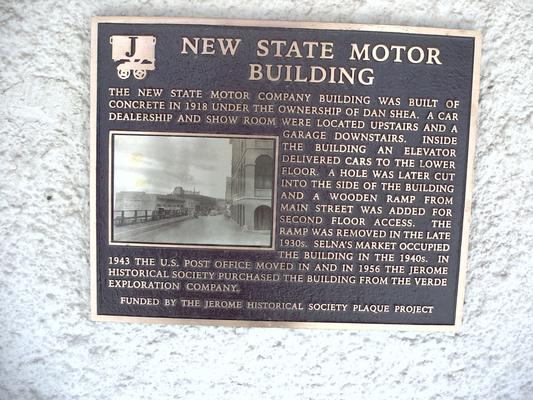 J
NEW STATE MOTOR
BUILDING
THE NEW STATE MOTOR COMPANY BUILDING WAS BUILT OF
CONCRETE IN 1918 UNDER THE OWNERSHIP OF DAN SHEA. A CAR
DEALERSHIP AND SHOW ROOM WERE LOCATED UPSTAIRS AND A
GARAGE DOWNSTAIRS. INSIDE
THE BUILDING AN ELEVATOR
DELIVERED CARS TO THE LOWER
FLOOR. A HOLE WAS LATER CUT
INTO THE SIDE OF THE BUILDING
AND A WOODEN RAMP FROM
MAIN STREET WAS ADDED FOR
SECOND FLOOR ACCESS. THE
RAMP WAS REMOVED IN THE LATE
1930s. SELNA'S MARKET OCCUPIED
THE BUILDING IN THE 1940s. IN
1943 THE U.S. POST OFFICE MOVED IN AND IN 1956 THE JEROME
HISTORICAL SOCIETY PURCHASED THE BUILDING FROM THE VERDE
EXPLORATION COMPANY.
FUNDED BY THE JEROME HISTORICAL SOCIETY PLAQUE PROJECT